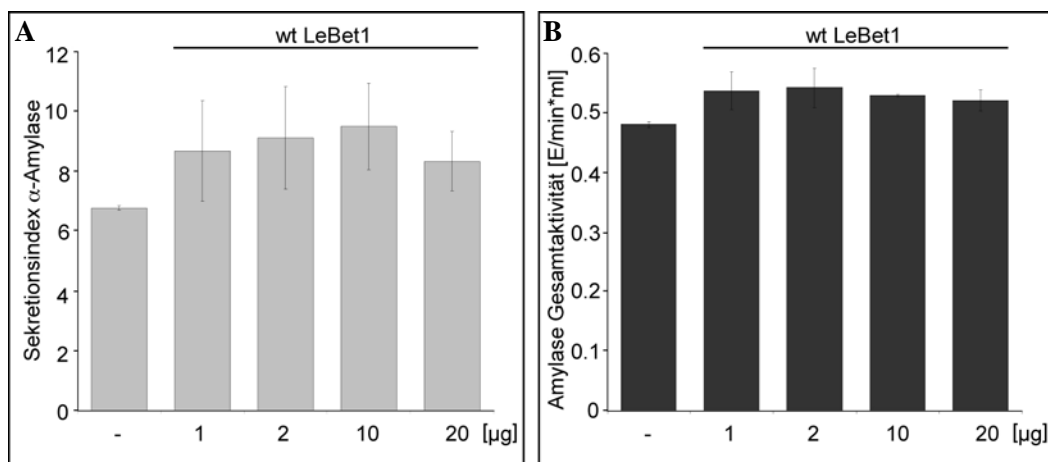 A
wt LeBet1
Sekretionsindex α-Amylase
12
10
8
6
4
2
0
- 1 2 10 20 [µg]
B
wt LeBet1
Amylase Gesamtaktivität [E/min*ml]
0.6
0.5
0.4
0.3
0.2
0.1
0
- 1 2 10 20 [µg]